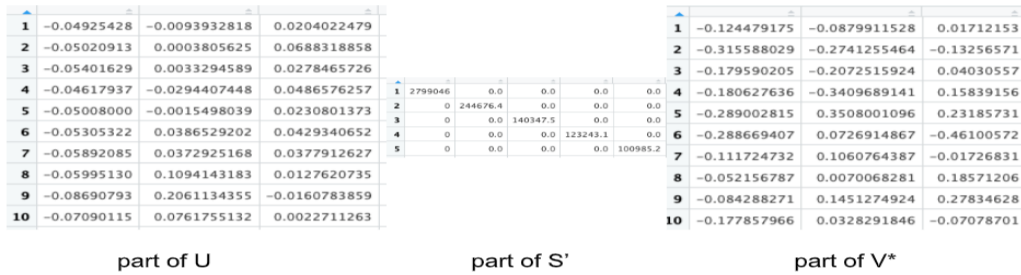 1 -0.04925428 -0.0093932818 0.0204022479
2 -0.05020913 0.0003805625 0.0688318858
3 -0.05401629 0.0033294589 0.0278465726
4 -0.04617937 -0.0294407448 0.0486576257
5 -0.05008000 -0.0015498039 0.0230801373
6 -0.05305322 0.0386529202 0.0429340652
7 -0.05892085 0.0372925168 0.0377912627
8 -0.05995130 0.1094143183 0.0127620735
9 -0.08690793 0.2061134355 -0.0160783859
10 -0.07090115 0.0761755132 0.0022711263
part of U
1 2799046 0.0 0.0 0.0 0.0
2 0 244676.4 0.0 0.0 0.0
3 0 0.0 140347.5 0.0 0.0
4 0 0.0 0.0 123243.1 0.0
5 0 0.0 0.0 0.0 100985.2
part of S’
1 -0.124479175 -0.0879911528 0.01712153
2 -0.315588029 -0.2741255464 -0.13256571
3 -0.179590205 -0.2072515924 0.04030557
4 -0.180627636 -0.3409689141 0.15839156
5 -0.289002815 0.3508001096 0.23185731
6 -0.288669407 0.0726914867 -0.46100572
7 -0.111724732 0.1060764387 -0.01726831
8 -0.052156787 0.0070068281 0.18571206
9 -0.084288271 0.1451274924 0.27834628
10 -0.177857966 0.0328291846 -0.07078701
part of V*